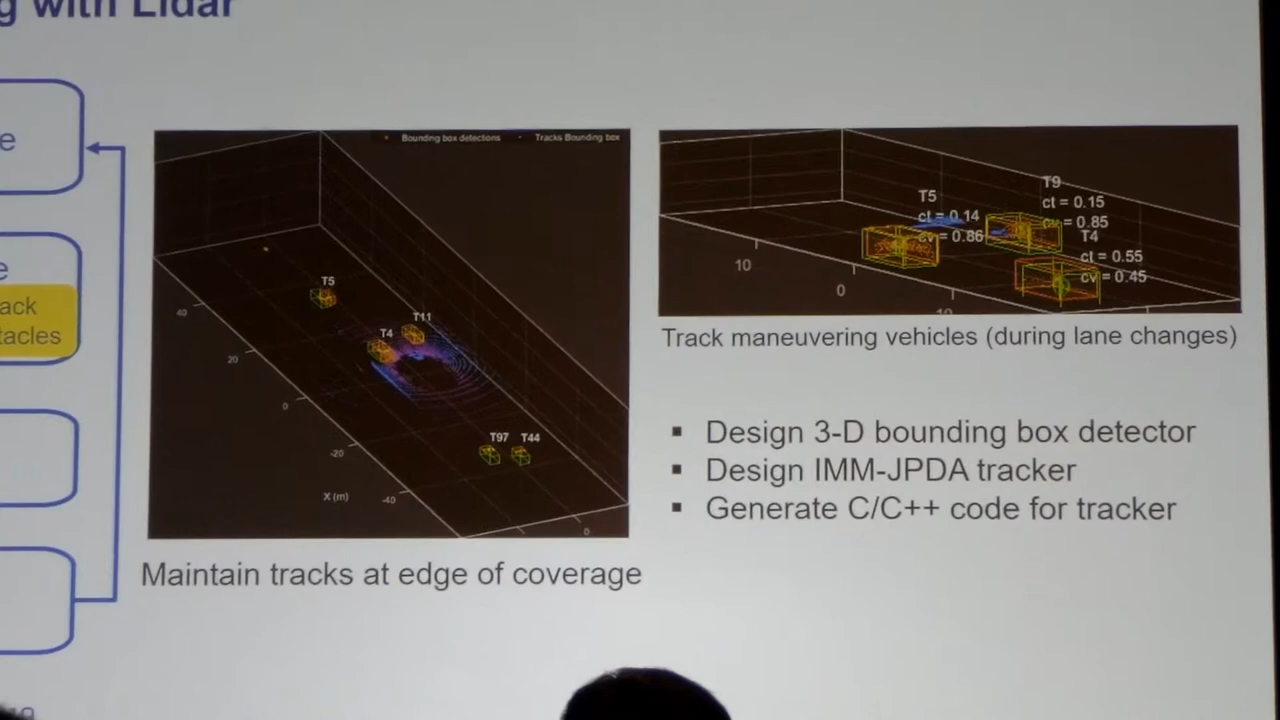 g with Lidar
e
e
ack
tacles
Bounding box detections
Tracks Bounding box
T5
T4
T11
T97
T44
40
20
0
-20
-40
X (m)
0
Maintain tracks at edge of coverage
T5
ct = 0.14
cv = 0.86
T9
ct = 0.15
cv = 0.85
T4
ct = 0.55
cv = 0.45
10
0
Track maneuvering vehicles (during lane changes)
▪ Design 3-D bounding box detector
▪ Design IMM-JPDA tracker
▪ Generate C/C++ code for tracker